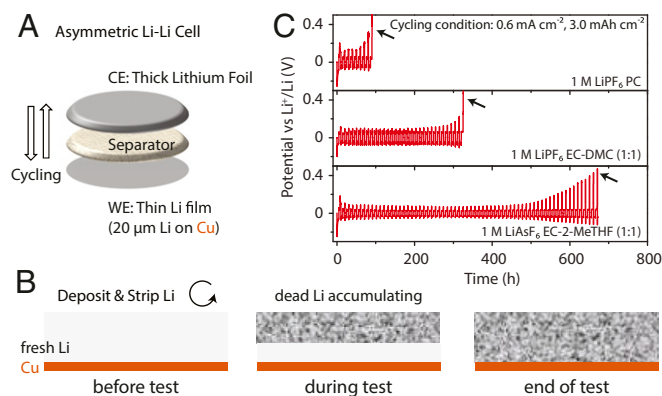 A
Asymmetric Li-Li Cell
CE: Thick Lithium Foil
Separator
Cycling
WE: Thin Li film
(20 μm Li on Cu)
C
Potential vs Li⁺/Li (V)
0.4
0
Cycling condition: 0.6 mA cm⁻², 3.0 mAh cm⁻²
1 M LiPF₆ PC
0.4
0
1 M LiPF₆ EC-DMC (1:1)
0.4
0
1 M LiAsF₆ EC-2-MeTHF (1:1)
0 200 400 600 800
Time (h)
B
Deposit & Strip Li
fresh Li
Cu
before test
dead Li accumulating
during test
end of test